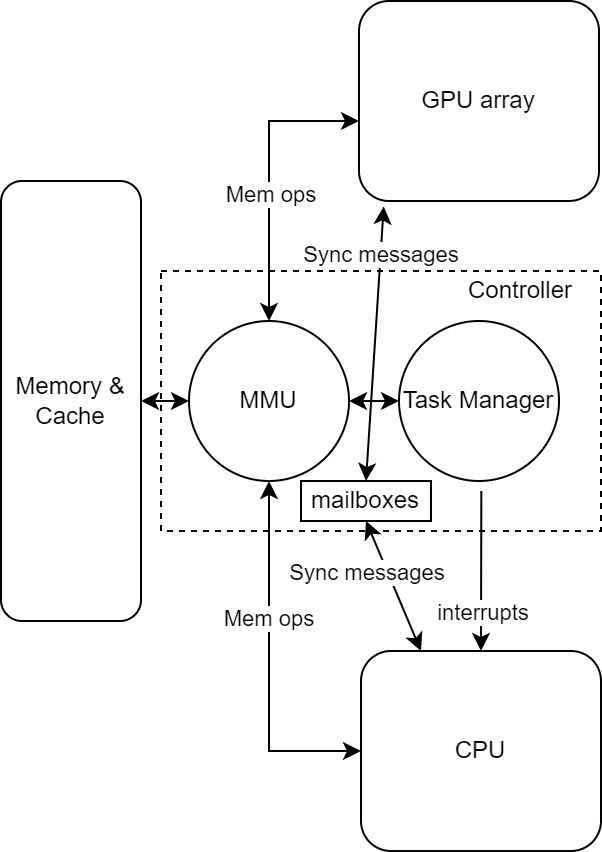 GPU array
Mem ops
Sync messages
Controller
Memory &
Cache
MMU
Task Manager
mailboxes
Sync messages
Mem ops
interrupts
CPU